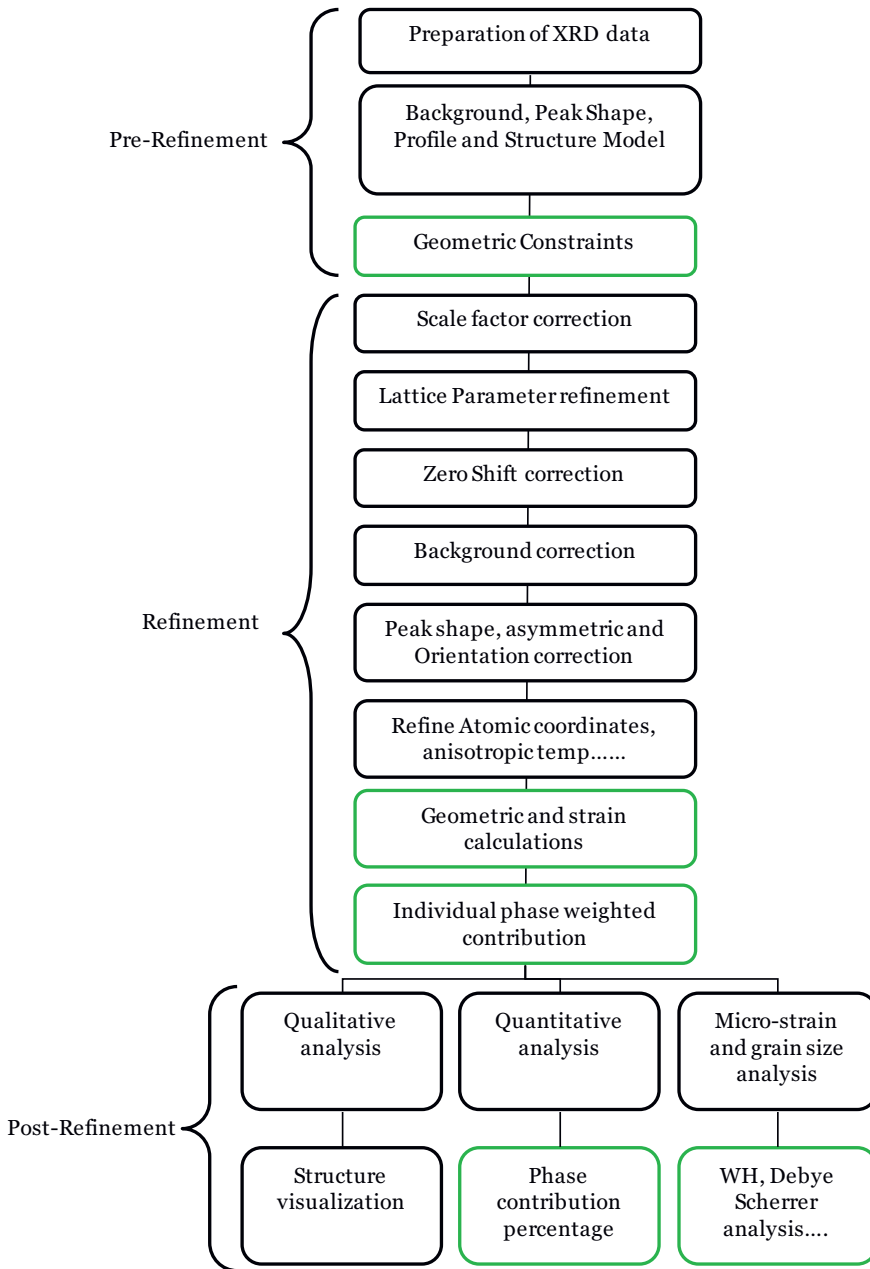 Preparation of XRD data
Pre-Refinement
Background, Peak Shape,
Profile and Structure Model
Geometric Constraints
Refinement
Scale factor correction
Lattice Parameter refinement
Zero Shift correction
Background correction
Peak shape, asymmetric and
Orientation correction
Refine Atomic coordinates,
anisotropic temp......
Geometric and strain
calculations
Individual phase weighted
contribution
Post-Refinement
Qualitative
analysis
Quantitative
analysis
Micro-strain
and grain size
analysis
Structure
visualization
Phase
contribution
percentage
WH, Debye
Scherrer
analysis....